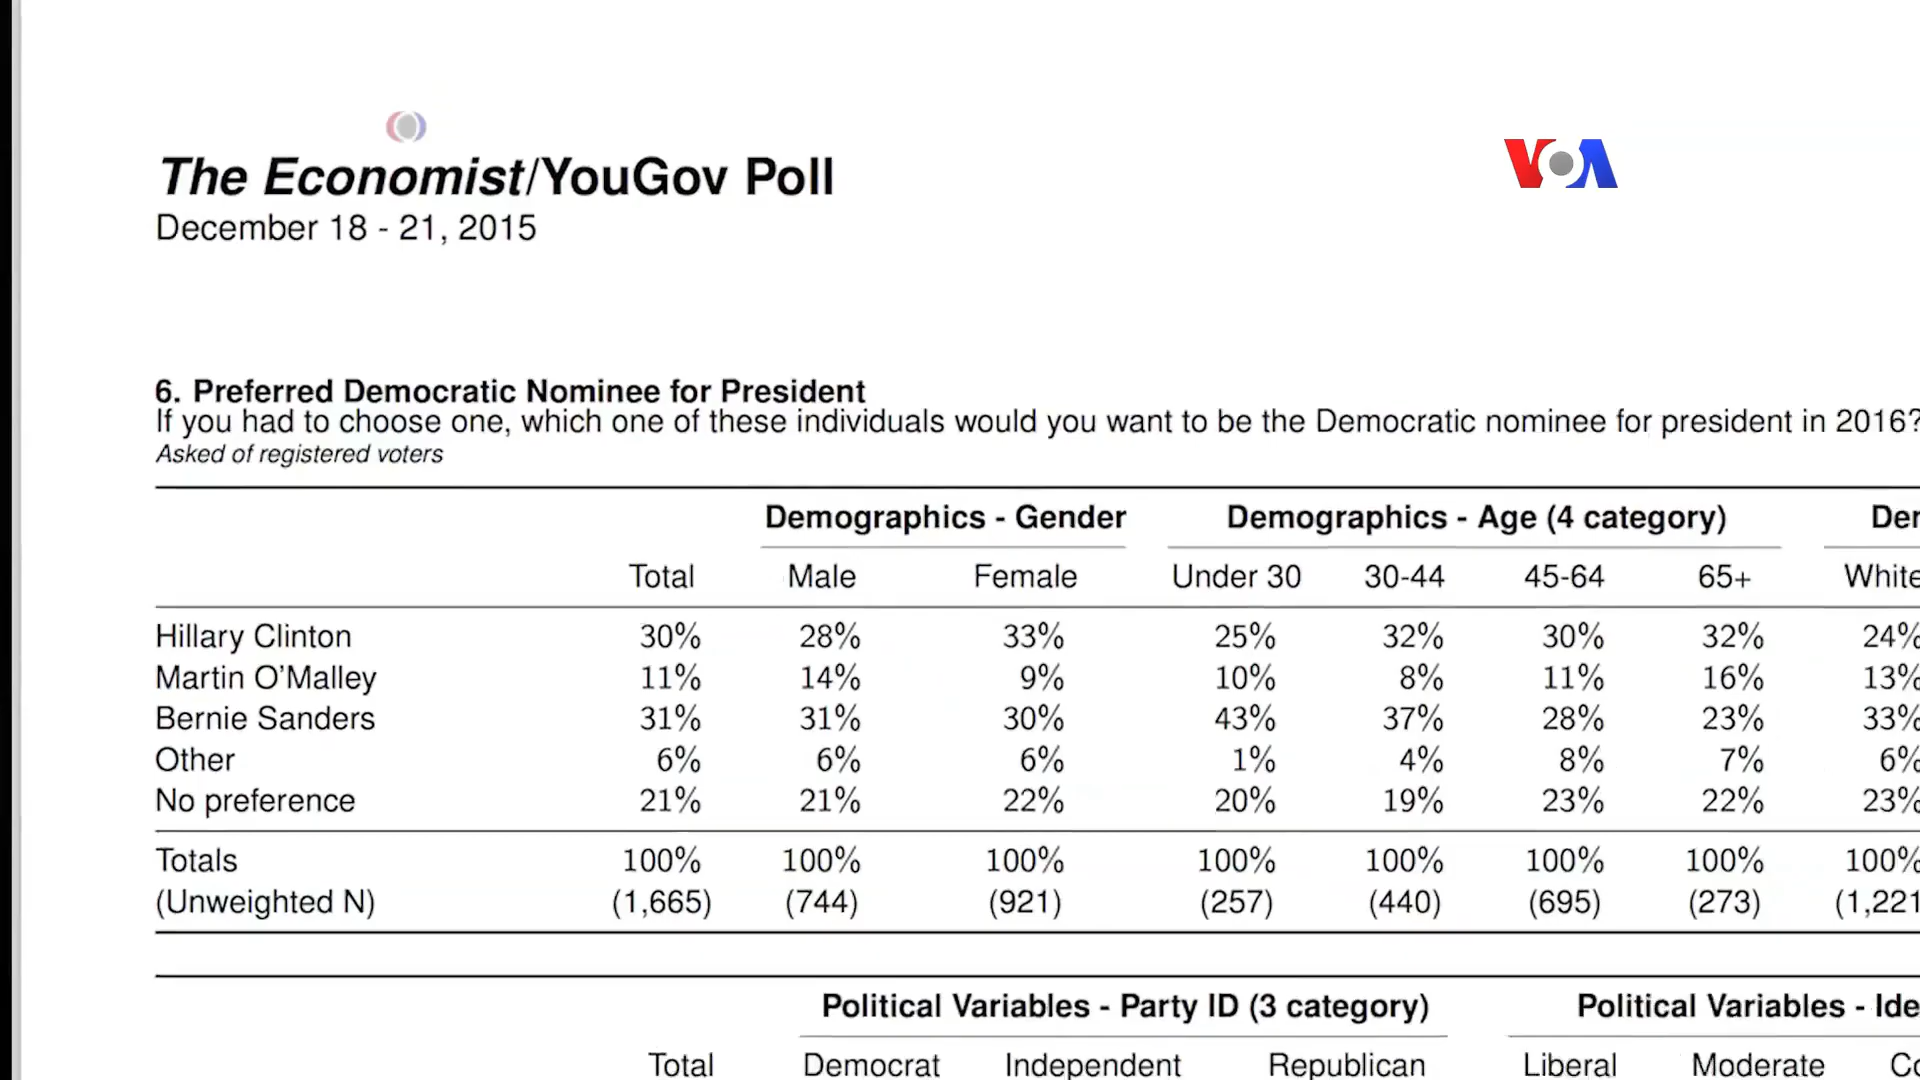 VOA
The Economist/YouGov Poll
December 18 - 21, 2015
6. Preferred Democratic Nominee for President
If you had to choose one, which one of these individuals would you want to be the Democratic nominee for president in 2016?
Asked of registered voters
Demographics - Gender Demographics - Age (4 category)
Total Male Female Under 30 30-44 45-64 65+ White
Hillary Clinton 30% 28% 33% 25% 32% 30% 32% 24%
Martin O'Malley 11% 14% 9% 10% 8% 11% 16% 13%
Bernie Sanders 31% 31% 30% 43% 37% 28% 23% 33%
Other 6% 6% 6% 1% 4% 8% 7% 6%
No preference 21% 21% 22% 20% 19% 23% 22% 23%
Totals 100% 100% 100% 100% 100% 100% 100% 100%
(Unweighted N) (1,665) (744) (921) (257) (440) (695) (273) (1,221
Political Variables - Party ID (3 category) Political Variables -
Total Democrat Independent Republican Liberal Moderate